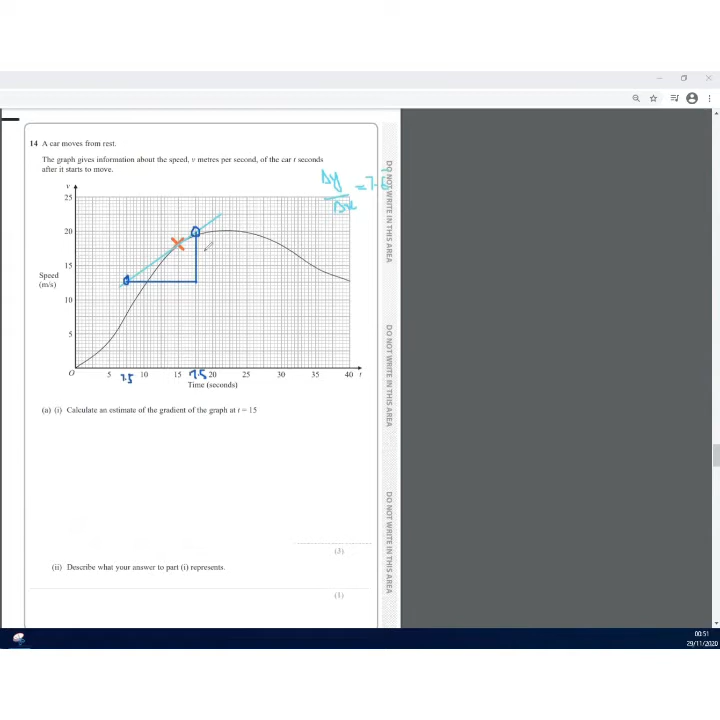 14 A car moves from rest.
The graph gives information about the speed, v metres per second, of the car t seconds
after it starts to move.
v
25
20
15
10
5
Speed
(m/s)
O
5
10
15
20
25
30
35
40
t
7.5
17.5
Time (seconds)
Δy
Δx
DO NOT WRITE IN THIS AREA
DO NOT WRITE IN THIS AREA
DO NOT WRITE IN THIS AREA
(a) (i) Calculate an estimate of the gradient of the graph at t = 15
(3)
(ii) Describe what your answer to part (i) represents.
(1)
00:51
29/11/2020